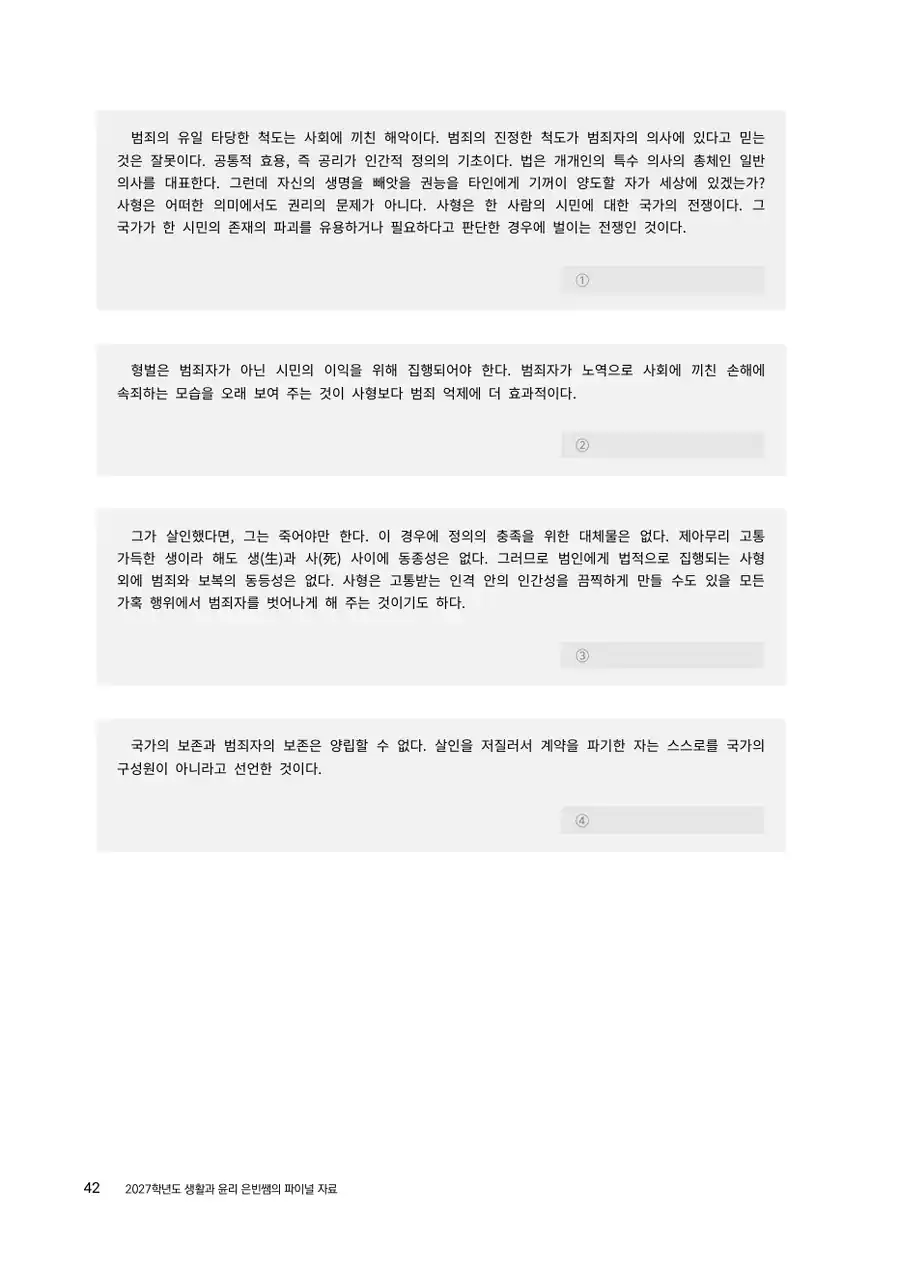 범죄의 유일 타당한 척도는 사회에 끼친 해악이다. 범죄의 진정한 척도가 범죄자의 의사에 있다고 믿는
것은 잘못이다. 공통적 효용, 즉 공리가 인간적 정의의 기초이다. 법은 개개인의 특수 의사의 총체인 일반
의사를 대표한다. 그런데 자신의 생명을 빼앗을 권능을 타인에게 기꺼이 양도할 자가 세상에 있겠는가?
사형은 어떠한 의미에서도 권리의 문제가 아니다. 사형은 한 사람의 시민에 대한 국가의 전쟁이다. 그
국가가 한 시민의 존재의 파괴를 유용하거나 필요하다고 판단한 경우에 벌이는 전쟁인 것이다.
①
형벌은 범죄자가 아닌 시민의 이익을 위해 집행되어야 한다. 범죄자가 노역으로 사회에 끼친 손해에
속죄하는 모습을 오래 보여 주는 것이 사형보다 범죄 억제에 더 효과적이다.
②
그가 살인했다면, 그는 죽어야만 한다. 이 경우에 정의의 충족을 위한 대체물은 없다. 제아무리 고통
가득한 생이라 해도 생(生)과 사(死) 사이에 동종성은 없다. 그러므로 범인에게 법적으로 집행되는 사형
외에 범죄와 보복의 동등성은 없다. 사형은 고통받는 인격 안의 인간성을 끔찍하게 만들 수도 있을 모든
가혹 행위에서 범죄자를 벗어나게 해 주는 것이기도 하다.
③
국가의 보존과 범죄자의 보존은 양립할 수 없다. 살인을 저질러서 계약을 파기한 자는 스스로를 국가의
구성원이 아니라고 선언한 것이다.
④
42 2027학년도 생활과 윤리 은빈쌤의 파이널 자료